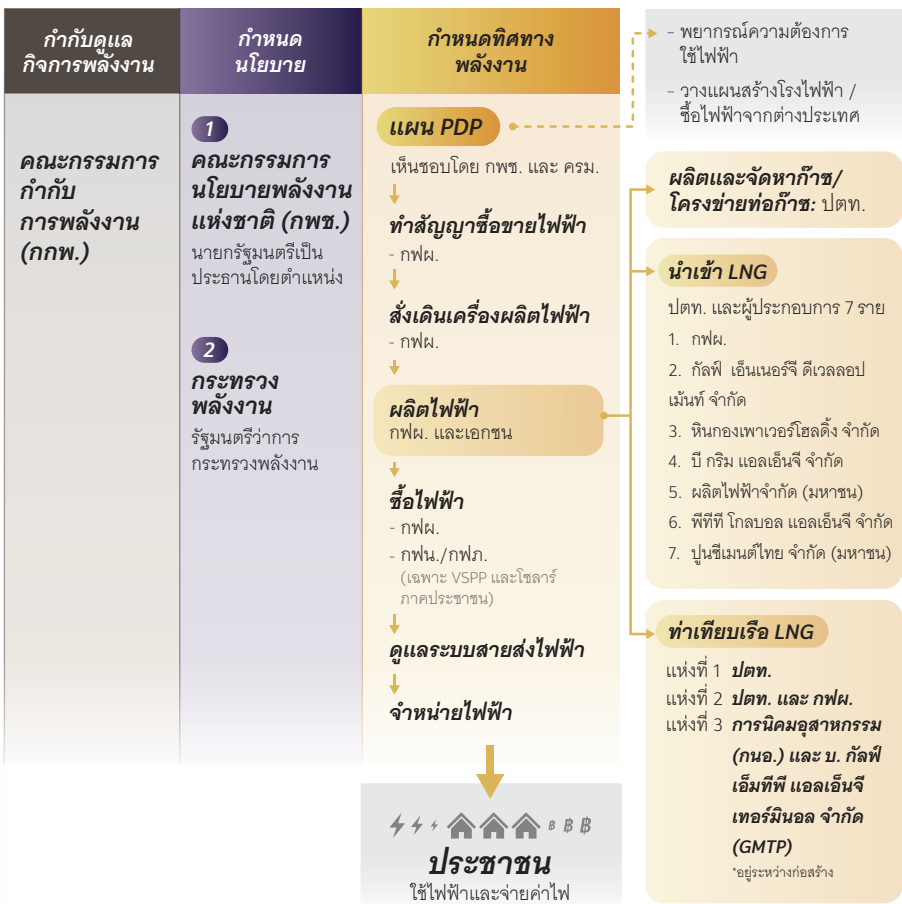 กำกับดูแล
กิจการพลังงาน
คณะกรรมการ
กำกับ
การพลังงาน
(กกพ.)
กำหนด
นโยบาย
1
คณะกรรมการ
นโยบายพลังงาน
แห่งชาติ (กพช.)
นายกรัฐมนตรีเป็น
ประธานโดยตำแหน่ง
2
กระทรวง
พลังงาน
รัฐมนตรีว่าการ
กระทรวงพลังงาน
กำหนดทิศทาง
พลังงาน
แผน PDP
เห็นชอบโดย กพช. และ ครม.
ทำสัญญาซื้อขายไฟฟ้า
- กฟผ.
สั่งเดินเครื่องผลิตไฟฟ้า
- กฟผ.
ผลิตไฟฟ้า
กฟผ. และเอกชน
ซื้อไฟฟ้า
- กฟผ.
- กฟน./กฟภ.
(เฉพาะ VSPP และโซลาร์
ภาคประชาชน)
ดูแลระบบสายส่งไฟฟ้า
จำหน่ายไฟฟ้า
฿ ฿ ฿
ประชาชน
ใช้ไฟฟ้าและจ่ายค่าไฟ
- พยากรณ์ความต้องการ
ใช้ไฟฟ้า
- วางแผนสร้างโรงไฟฟ้า /
ซื้อไฟฟ้าจากต่างประเทศ
ผลิตและจัดหาก๊าซ/
โครงข่ายท่อก๊าซ: ปตท.
นำเข้า LNG
ปตท. และผู้ประกอบการ 7 ราย
1. กฟผ.
2. กัลฟ์ เอ็นเนอร์จี ดีเวลลอป
เม้นท์ จำกัด
3. หินกองเพาเวอร์โฮลดิ้ง จำกัด
4. บี กริม แอลเอ็นจี จำกัด
5. ผลิตไฟฟ้าจำกัด (มหาชน)
6. พีทีที โกลบอล แอลเอ็นจี จำกัด
7. ปูนซีเมนต์ไทย จำกัด (มหาชน)
ท่าเทียบเรือ LNG
แห่งที่ 1 ปตท.
แห่งที่ 2 ปตท. และ กฟผ.
แห่งที่ 3 การนิคมอุสาหกรรม
(กนอ.) และ บ. กัลฟ์
เอ็มทีพี แอลเอ็นจี
เทอร์มินอล จำกัด
(GMTP)
*อยู่ระหว่างก่อสร้าง